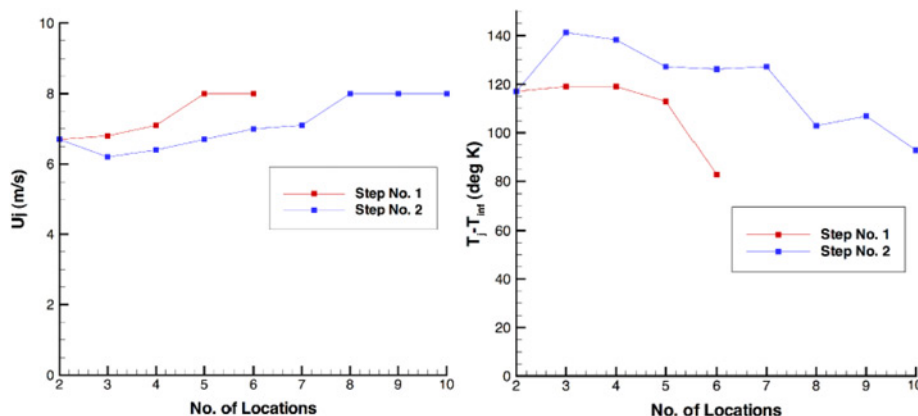 10
8
6
4
2
0
Uj (m/s)
2 3 4 5 6 7 8 9 10
No. of Locations
Step No. 1
Step No. 2
140
120
100
80
60
40
20
0
Tj-Tinf (deg K)
2 3 4 5 6 7 8 9 10
No. of Locations
Step No. 1
Step No. 2